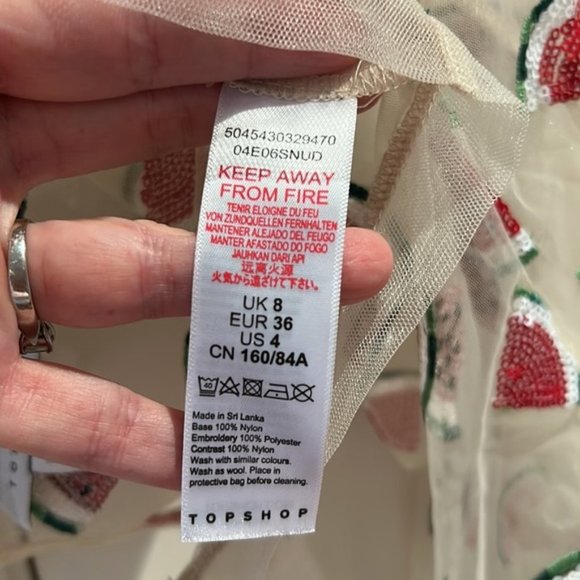 5045430329470
04E06SNUD
KEEP AWAY
FROM FIRE
TENIR ELOIGNE DU FEU
VON ZUNDQUELLEN FERNHALTEN
MANTENER ALEJADO DEL FEUGO
MANTER AFASTADO DO FOGO
JAUHKAN DARI API
远离火源
火気から遠ざけて下さい。
UK 8
EUR 36
US 4
CN 160/84A
40
Made in Sri Lanka
Base 100% Nylon
Embroidery 100% Polyester
Contrast 100% Nylon
Wash with similar colours.
Wash as wool. Place in
protective bag before cleaning.
TOPSHOP